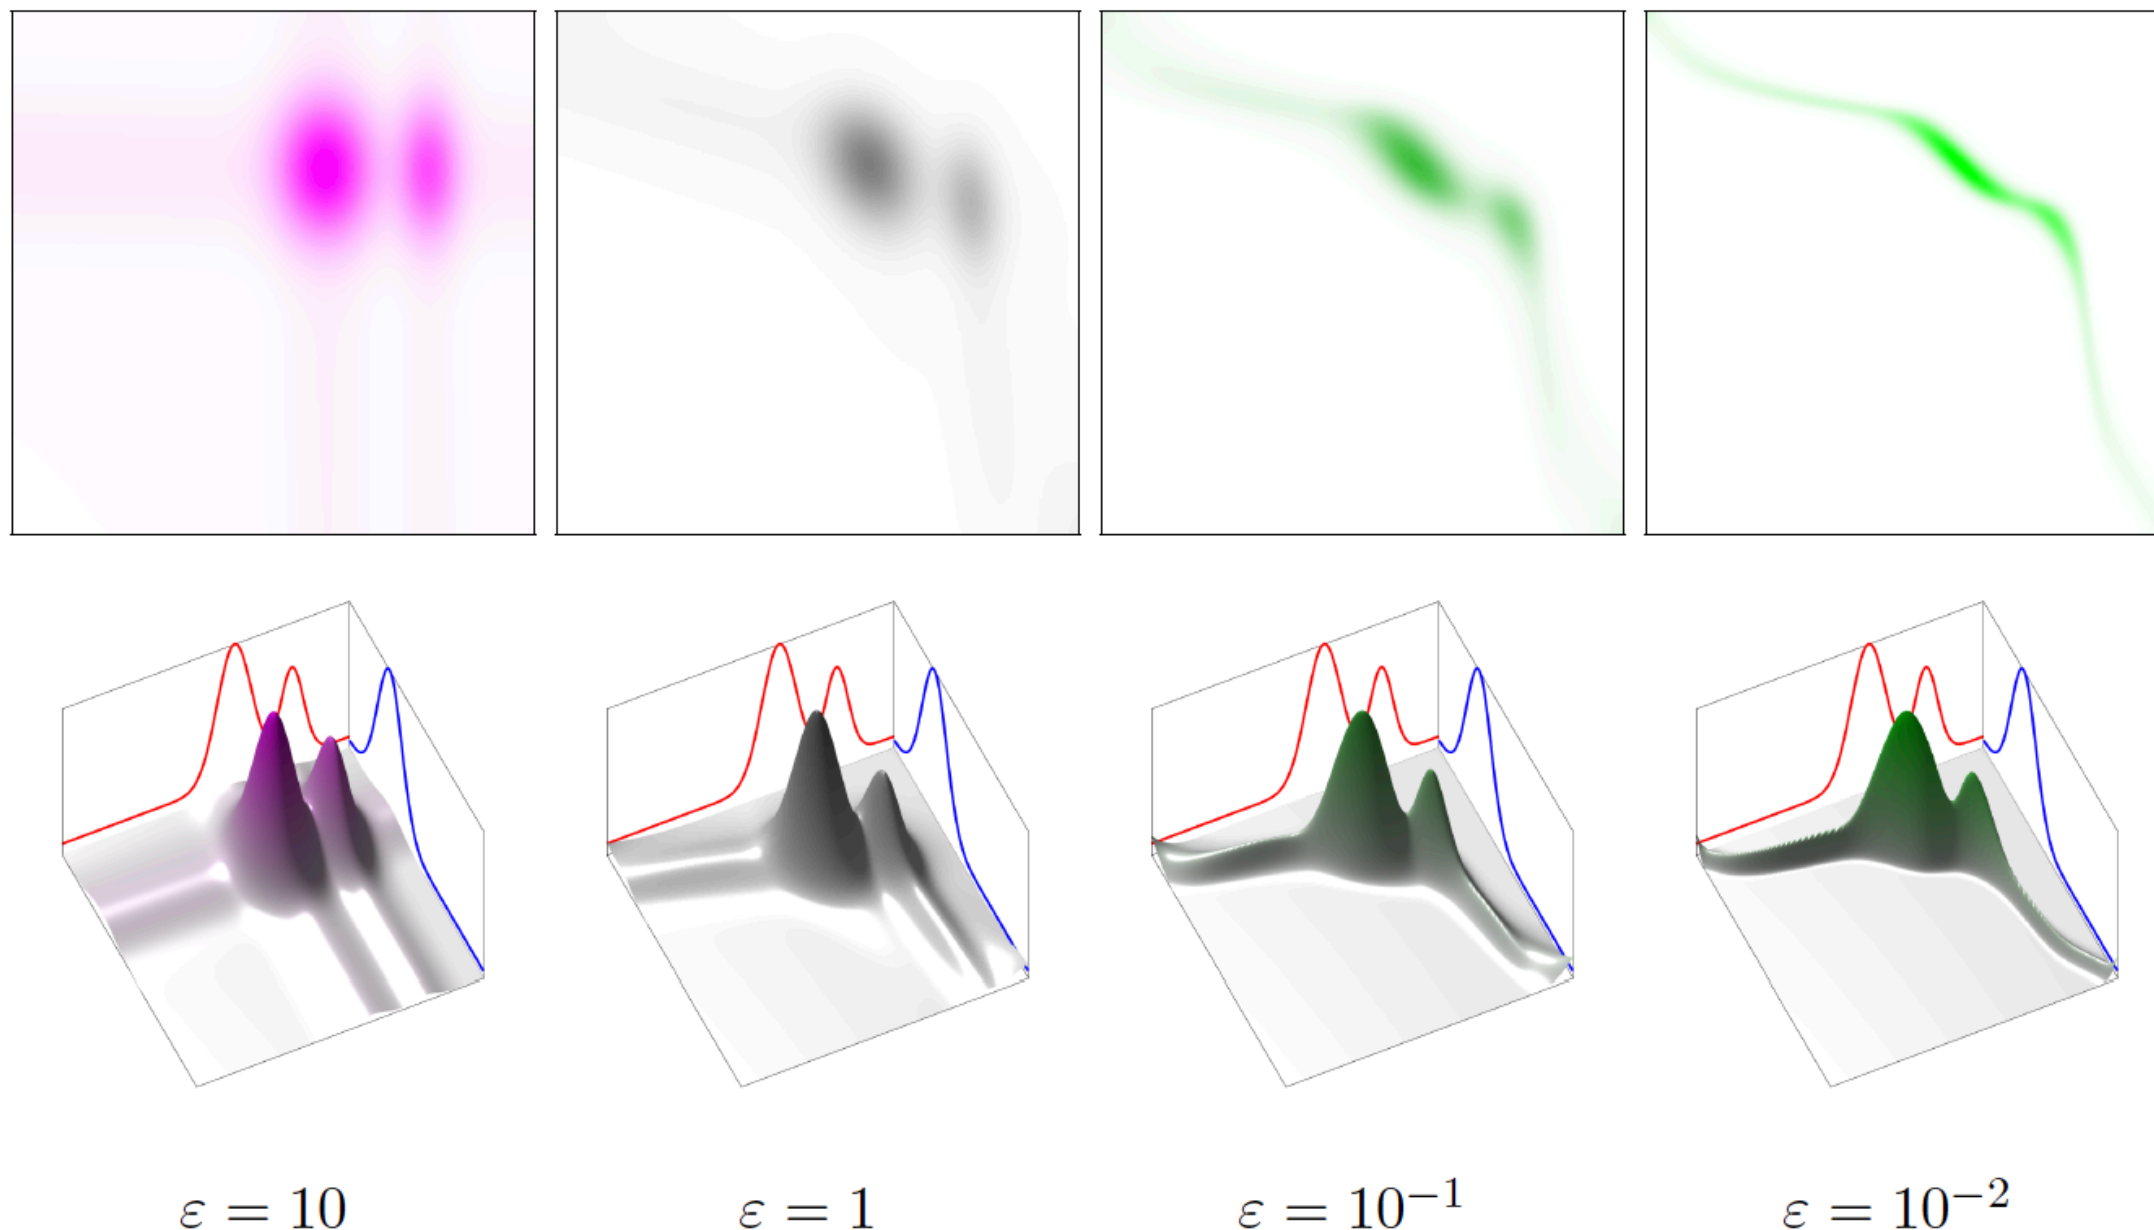 ε = 10
ε = 1
ε = 10⁻¹
ε = 10⁻²